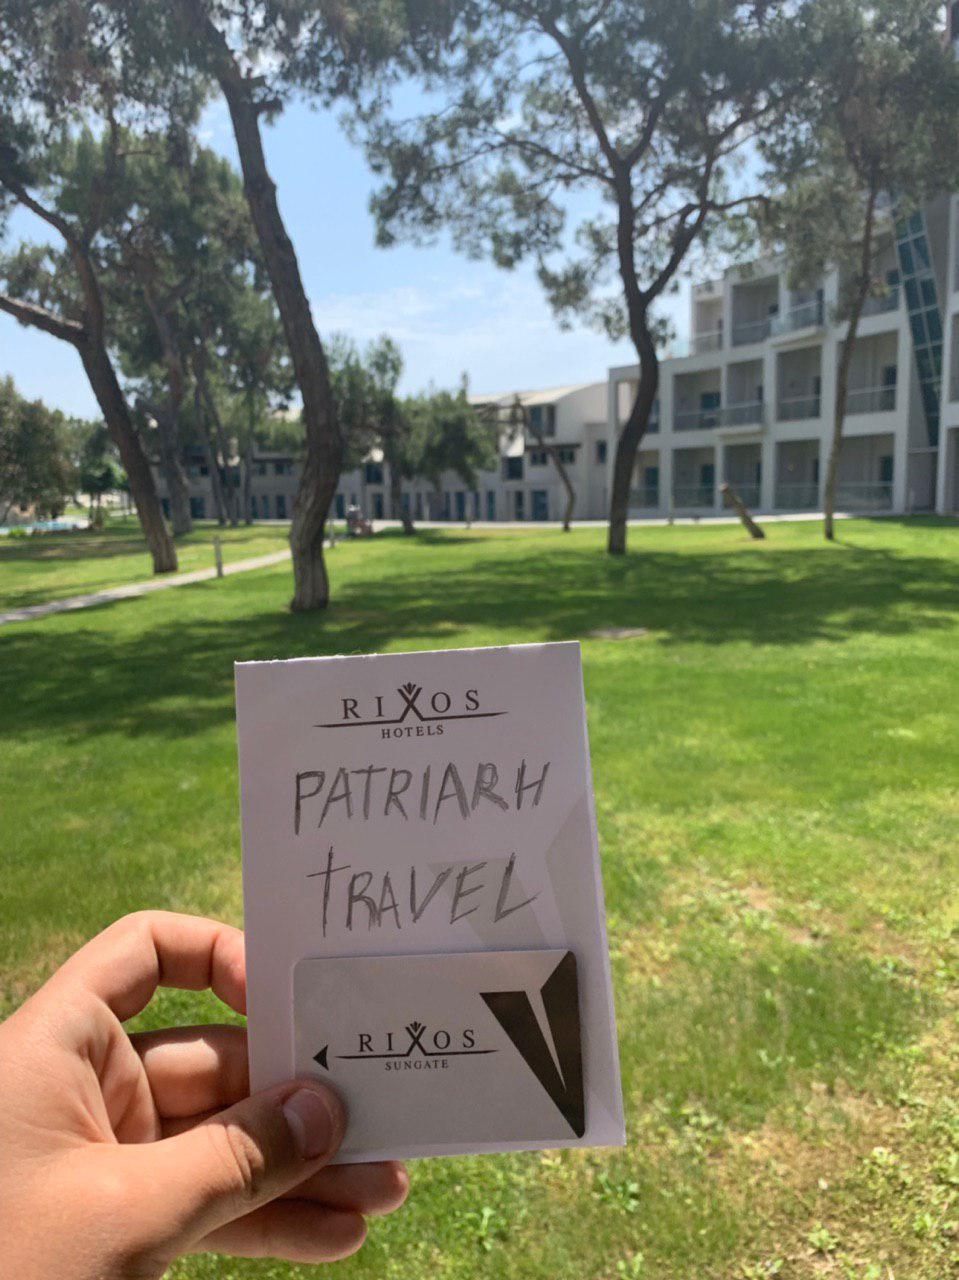 RIXOS
HOTELS
PATRIARH
TRAVEL
RIXOS
SUNGATE